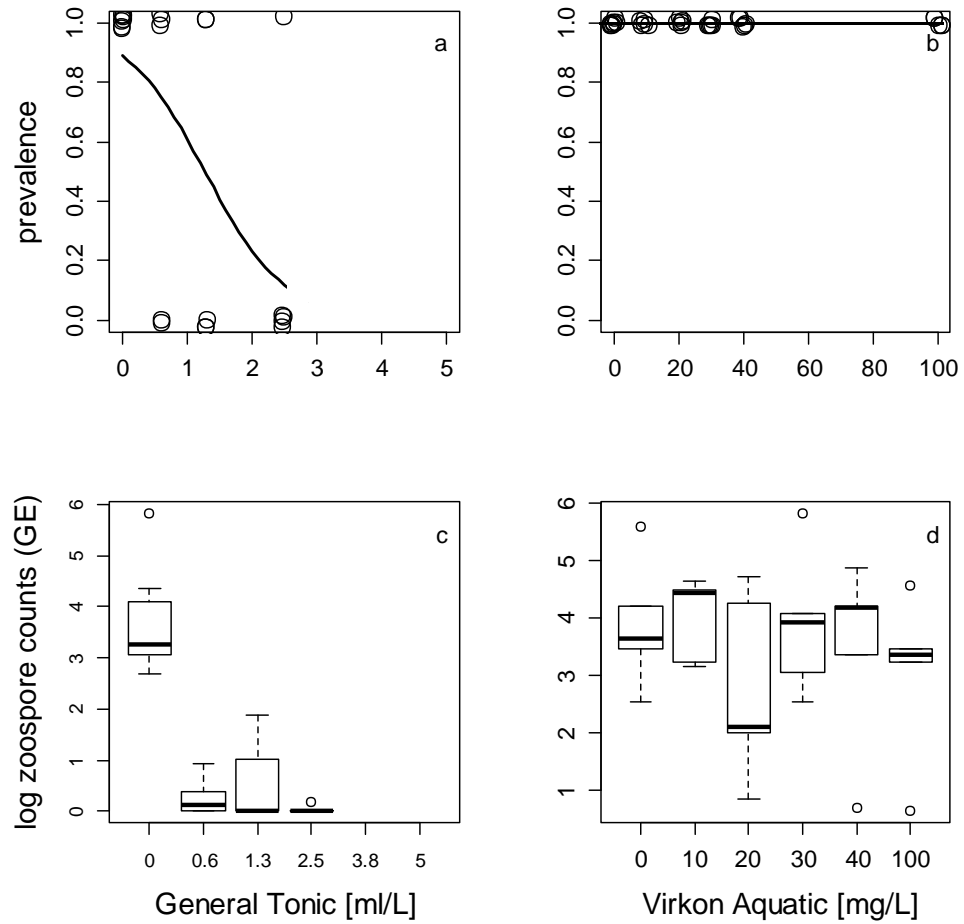 prevalence
1.0
0.8
0.6
0.4
0.2
0.0
a
0 1 2 3 4 5
1.0
0.8
0.6
0.4
0.2
0.0
b
0 20 40 60 80 100
log zoospore counts (GE)
6
5
4
3
2
1
0
c
0 0.6 1.3 2.5 3.8 5
General Tonic [ml/L]
6
5
4
3
2
1
d
0 10 20 30 40 100
Virkon Aquatic [mg/L]